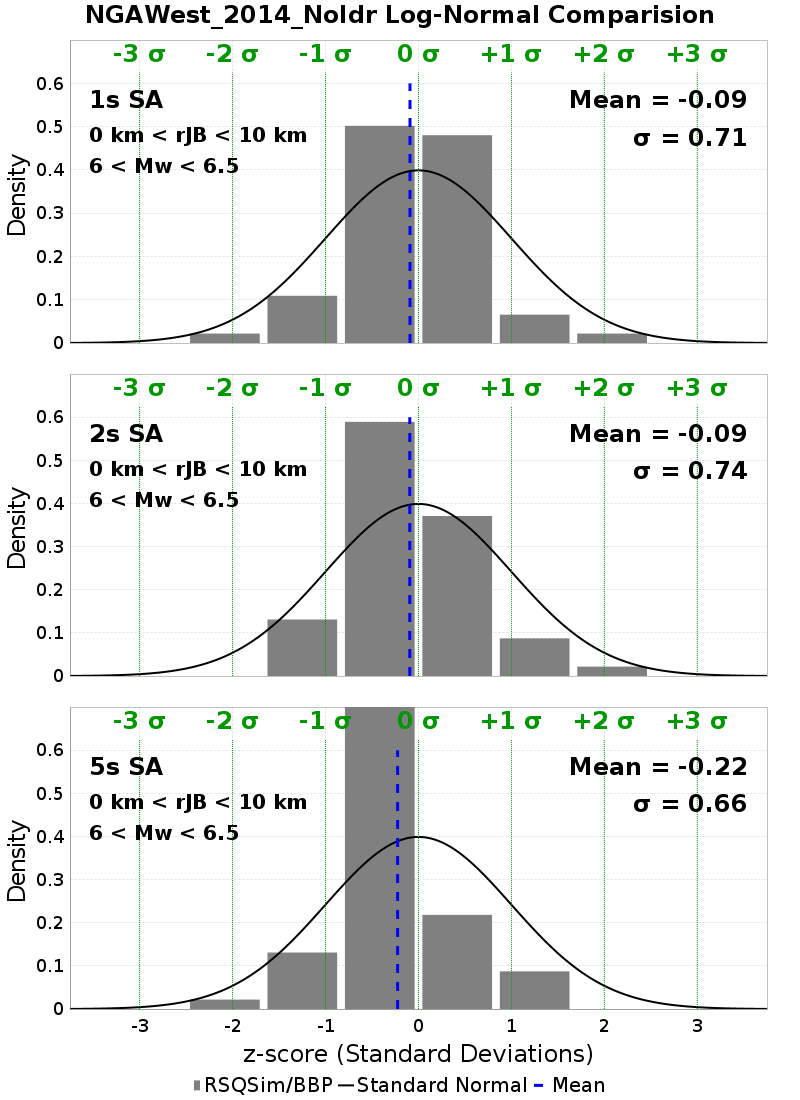 NGAWest_2014_NoIdr Log-Normal Comparision
-3 σ -2 σ -1 σ 0 σ +1 σ +2 σ +3 σ
0.6
1s SA Mean = -0.09
0.5
0 km < rJB < 10 km σ = 0.71
6 < Mw < 6.5
0.4
0.3
0.2
0.1
0
Density
-3 σ -2 σ -1 σ 0 σ +1 σ +2 σ +3 σ
0.6
2s SA Mean = -0.09
0.5
0 km < rJB < 10 km σ = 0.74
6 < Mw < 6.5
0.4
0.3
0.2
0.1
0
Density
-3 σ -2 σ -1 σ 0 σ +1 σ +2 σ +3 σ
0.6
5s SA Mean = -0.22
0.5
0 km < rJB < 10 km σ = 0.66
6 < Mw < 6.5
0.4
0.3
0.2
0.1
0
Density
-3 -2 -1 0 1 2 3
z-score (Standard Deviations)
RSQSim/BBP Standard Normal Mean